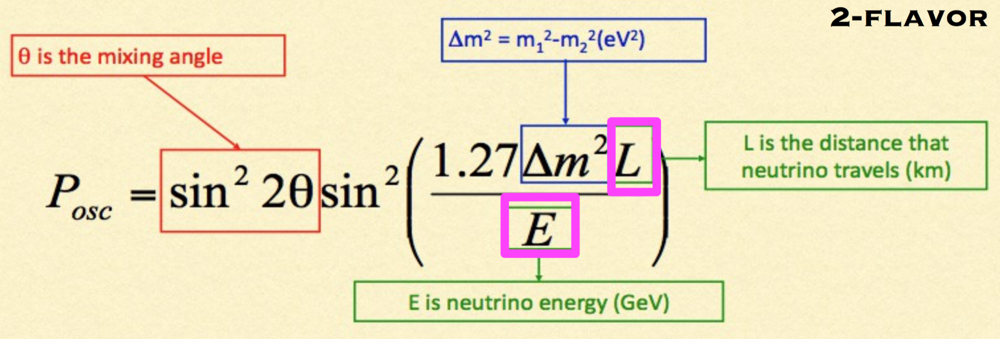 2-FLAVOR
Δm² = m₁²-m₂²(eV²)
θ is the mixing angle
L is the distance that
neutrino travels (km)
P_osc = sin² 2θ sin² (1.27Δm²L / E)
E is neutrino energy (GeV)